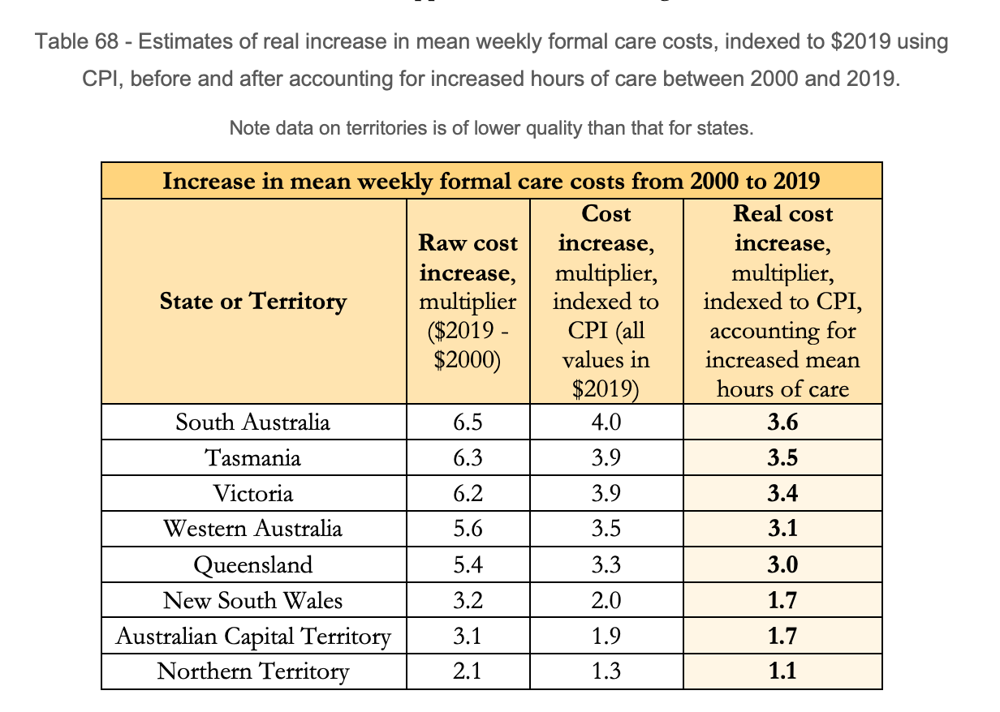 Table 68 - Estimates of real increase in mean weekly formal care costs, indexed to $2019 using
CPI, before and after accounting for increased hours of care between 2000 and 2019.
Note data on territories is of lower quality than that for states.
Increase in mean weekly formal care costs from 2000 to 2019
State or Territory
Raw cost
increase,
multiplier
($2019 -
$2000)
Cost
increase,
multiplier,
indexed to
CPI (all
values in
$2019)
Real cost
increase,
multiplier,
indexed to CPI,
accounting for
increased mean
hours of care
South Australia 6.5 4.0 3.6
Tasmania 6.3 3.9 3.5
Victoria 6.2 3.9 3.4
Western Australia 5.6 3.5 3.1
Queensland 5.4 3.3 3.0
New South Wales 3.2 2.0 1.7
Australian Capital Territory 3.1 1.9 1.7
Northern Territory 2.1 1.3 1.1